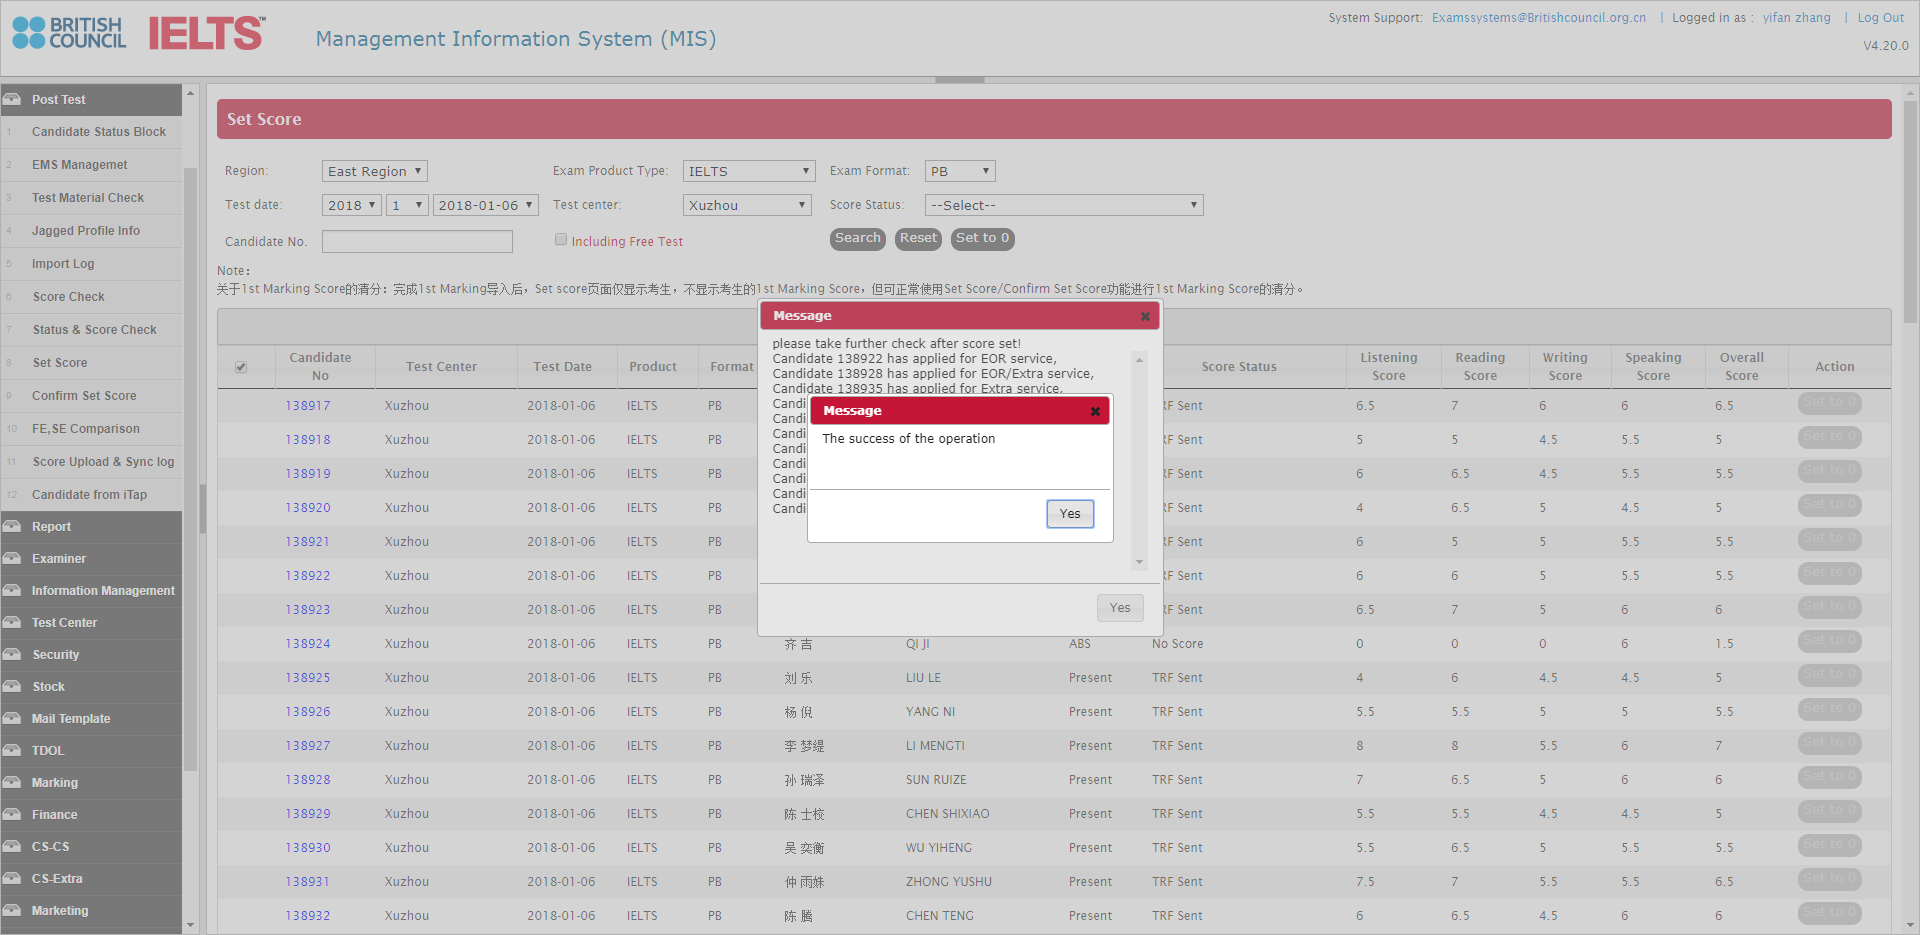 BRITISH COUNCIL IELTS™ Management Information System (MIS)
System Support: Examssystems@Britishcouncil.org.cn | Logged in as : yifan zhang | Log Out
V4.20.0
Post Test
1 Candidate Status Block
2 EMS Managemet
3 Test Material Check
4 Jagged Profile Info
5 Import Log
6 Score Check
7 Status & Score Check
8 Set Score
9 Confirm Set Score
10 FE,SE Comparison
11 Score Upload & Sync log
12 Candidate from iTap
Report
Examiner
Information Management
Test Center
Security
Stock
Mail Template
TDOL
Marking
Finance
CS-CS
CS-Extra
Marketing
Set Score
Region: East Region Exam Product Type: IELTS Exam Format: PB
Test date: 2018 1 2018-01-06 Test center: Xuzhou Score Status: --Select--
Candidate No. Including Free Test Search Reset Set to 0
Note：
关于1st Marking Score的清分：完成1st Marking导入后，Set score页面仅显示考生，不显示考生的1st Marking Score，但可正常使用Set Score/Confirm Set Score功能进行1st Marking Score的清分。
Candidate No Test Center Test Date Product Format Score Status Listening Score Reading Score Writing Score Speaking Score Overall Score Action
138917 Xuzhou 2018-01-06 IELTS PB RF Sent 6.5 7 6 6 6.5 Set to 0
138918 Xuzhou 2018-01-06 IELTS PB RF Sent 5 5 4.5 5.5 5 Set to 0
138919 Xuzhou 2018-01-06 IELTS PB RF Sent 6 6.5 4.5 5.5 5.5 Set to 0
138920 Xuzhou 2018-01-06 IELTS PB RF Sent 4 6.5 5 4.5 5 Set to 0
138921 Xuzhou 2018-01-06 IELTS PB RF Sent 6 5 5 5.5 5.5 Set to 0
138922 Xuzhou 2018-01-06 IELTS PB RF Sent 6 6 5 5.5 5.5 Set to 0
138923 Xuzhou 2018-01-06 IELTS PB RF Sent 6.5 7 5 6 6 Set to 0
138924 Xuzhou 2018-01-06 IELTS PB 齐 吉 QI JI ABS No Score 0 0 0 6 1.5 Set to 0
138925 Xuzhou 2018-01-06 IELTS PB 刘 乐 LIU LE Present TRF Sent 4 6 4.5 4.5 5 Set to 0
138926 Xuzhou 2018-01-06 IELTS PB 杨 倪 YANG NI Present TRF Sent 5.5 5.5 5 5 5.5 Set to 0
138927 Xuzhou 2018-01-06 IELTS PB 李 梦缇 LI MENGTI Present TRF Sent 8 8 5.5 6 7 Set to 0
138928 Xuzhou 2018-01-06 IELTS PB 孙 瑞泽 SUN RUIZE Present TRF Sent 7 6.5 5 6 6 Set to 0
138929 Xuzhou 2018-01-06 IELTS PB 陈 士校 CHEN SHIXIAO Present TRF Sent 5.5 5.5 4.5 4.5 5 Set to 0
138930 Xuzhou 2018-01-06 IELTS PB 吴 奕衡 WU YIHENG Present TRF Sent 5.5 6.5 5 5.5 5.5 Set to 0
138931 Xuzhou 2018-01-06 IELTS PB 仲 雨姝 ZHONG YUSHU Present TRF Sent 7.5 7 5.5 5.5 6.5 Set to 0
138932 Xuzhou 2018-01-06 IELTS PB 陈 腾 CHEN TENG Present TRF Sent 6 6.5 4.5 6 6 Set to 0
Message
please take further check after score set!
Candidate 138922 has applied for EOR service,
Candidate 138928 has applied for EOR/Extra service,
Candidate 138935 has applied for Extra service,
Candi
Candi
Candi
Candi
Candi
Candi
Candi
Candi
Yes
Message
The success of the operation
Yes